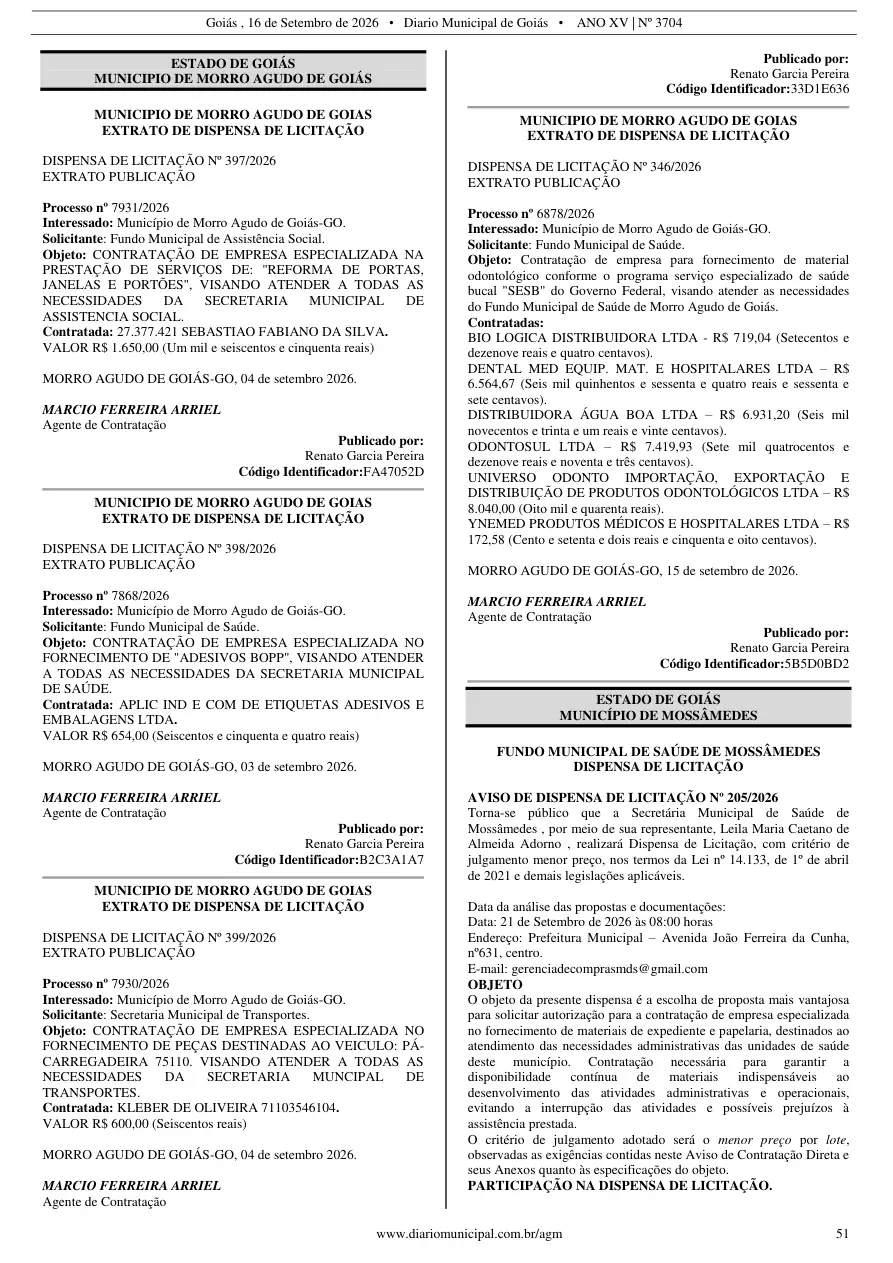 Goiás , 16 de Setembro de 2026 • Diario Municipal de Goiás • ANO XV | Nº 3704
ESTADO DE GOIÁS
MUNICIPIO DE MORRO AGUDO DE GOIÁS
MUNICIPIO DE MORRO AGUDO DE GOIAS
EXTRATO DE DISPENSA DE LICITAÇÃO
DISPENSA DE LICITAÇÃO Nº 397/2026
EXTRATO PUBLICAÇÃO
Processo nº 7931/2026
Interessado: Município de Morro Agudo de Goiás-GO.
Solicitante: Fundo Municipal de Assistência Social.
Objeto: CONTRATAÇÃO DE EMPRESA ESPECIALIZADA NA
PRESTAÇÃO DE SERVIÇOS DE: "REFORMA DE PORTAS,
JANELAS E PORTÕES", VISANDO ATENDER A TODAS AS
NECESSIDADES DA SECRETARIA MUNICIPAL DE
ASSISTENCIA SOCIAL.
Contratada: 27.377.421 SEBASTIAO FABIANO DA SILVA.
VALOR R$ 1.650,00 (Um mil e seiscentos e cinquenta reais)
MORRO AGUDO DE GOIÁS-GO, 04 de setembro 2026.
MARCIO FERREIRA ARRIEL
Agente de Contratação
Publicado por:
Renato Garcia Pereira
Código Identificador:FA47052D
MUNICIPIO DE MORRO AGUDO DE GOIAS
EXTRATO DE DISPENSA DE LICITAÇÃO
DISPENSA DE LICITAÇÃO Nº 398/2026
EXTRATO PUBLICAÇÃO
Processo nº 7868/2026
Interessado: Município de Morro Agudo de Goiás-GO.
Solicitante: Fundo Municipal de Saúde.
Objeto: CONTRATAÇÃO DE EMPRESA ESPECIALIZADA NO
FORNECIMENTO DE "ADESIVOS BOPP", VISANDO ATENDER
A TODAS AS NECESSIDADES DA SECRETARIA MUNICIPAL
DE SAÚDE.
Contratada: APLIC IND E COM DE ETIQUETAS ADESIVOS E
EMBALAGENS LTDA.
VALOR R$ 654,00 (Seiscentos e cinquenta e quatro reais)
MORRO AGUDO DE GOIÁS-GO, 03 de setembro 2026.
MARCIO FERREIRA ARRIEL
Agente de Contratação
Publicado por:
Renato Garcia Pereira
Código Identificador:B2C3A1A7
MUNICIPIO DE MORRO AGUDO DE GOIAS
EXTRATO DE DISPENSA DE LICITAÇÃO
DISPENSA DE LICITAÇÃO Nº 399/2026
EXTRATO PUBLICAÇÃO
Processo nº 7930/2026
Interessado: Município de Morro Agudo de Goiás-GO.
Solicitante: Secretaria Municipal de Transportes.
Objeto: CONTRATAÇÃO DE EMPRESA ESPECIALIZADA NO
FORNECIMENTO DE PEÇAS DESTINADAS AO VEICULO: PÁ-
CARREGADEIRA 75110. VISANDO ATENDER A TODAS AS
NECESSIDADES DA SECRETARIA MUNCIPAL DE
TRANSPORTES.
Contratada: KLEBER DE OLIVEIRA 71103546104.
VALOR R$ 600,00 (Seiscentos reais)
MORRO AGUDO DE GOIÁS-GO, 04 de setembro 2026.
MARCIO FERREIRA ARRIEL
Agente de Contratação
Publicado por:
Renato Garcia Pereira
Código Identificador:33D1E636
MUNICIPIO DE MORRO AGUDO DE GOIAS
EXTRATO DE DISPENSA DE LICITAÇÃO
DISPENSA DE LICITAÇÃO Nº 346/2026
EXTRATO PUBLICAÇÃO
Processo nº 6878/2026
Interessado: Município de Morro Agudo de Goiás-GO.
Solicitante: Fundo Municipal de Saúde.
Objeto: Contratação de empresa para fornecimento de material
odontológico conforme o programa serviço especializado de saúde
bucal "SESB" do Governo Federal, visando atender as necessidades
do Fundo Municipal de Saúde de Morro Agudo de Goiás.
Contratadas:
BIO LOGICA DISTRIBUIDORA LTDA - R$ 719,04 (Setecentos e
dezenove reais e quatro centavos).
DENTAL MED EQUIP. MAT. E HOSPITALARES LTDA – R$
6.564,67 (Seis mil quinhentos e sessenta e quatro reais e sessenta e
sete centavos).
DISTRIBUIDORA ÁGUA BOA LTDA – R$ 6.931,20 (Seis mil
novecentos e trinta e um reais e vinte centavos).
ODONTOSUL LTDA – R$ 7.419,93 (Sete mil quatrocentos e
dezenove reais e noventa e três centavos).
UNIVERSO ODONTO IMPORTAÇÃO, EXPORTAÇÃO E
DISTRIBUIÇÃO DE PRODUTOS ODONTOLÓGICOS LTDA – R$
8.040,00 (Oito mil e quarenta reais).
YNEMED PRODUTOS MÉDICOS E HOSPITALARES LTDA – R$
172,58 (Cento e setenta e dois reais e cinquenta e oito centavos).
MORRO AGUDO DE GOIÁS-GO, 15 de setembro de 2026.
MARCIO FERREIRA ARRIEL
Agente de Contratação
Publicado por:
Renato Garcia Pereira
Código Identificador:5B5D0BD2
ESTADO DE GOIÁS
MUNICÍPIO DE MOSSÂMEDES
FUNDO MUNICIPAL DE SAÚDE DE MOSSÂMEDES
DISPENSA DE LICITAÇÃO
AVISO DE DISPENSA DE LICITAÇÃO Nº 205/2026
Torna-se público que a Secretária Municipal de Saúde de
Mossâmedes , por meio de sua representante, Leila Maria Caetano de
Almeida Adorno , realizará Dispensa de Licitação, com critério de
julgamento menor preço, nos termos da Lei nº 14.133, de 1º de abril
de 2021 e demais legislações aplicáveis.
Data da análise das propostas e documentações:
Data: 21 de Setembro de 2026 às 08:00 horas
Endereço: Prefeitura Municipal – Avenida João Ferreira da Cunha,
nº631, centro.
E-mail: gerenciadecomprasmds@gmail.com
OBJETO
O objeto da presente dispensa é a escolha de proposta mais vantajosa
para solicitar autorização para a contratação de empresa especializada
no fornecimento de materiais de expediente e papelaria, destinados ao
atendimento das necessidades administrativas das unidades de saúde
deste município. Contratação necessária para garantir a
disponibilidade contínua de materiais indispensáveis ao
desenvolvimento das atividades administrativas e operacionais,
evitando a interrupção das atividades e possíveis prejuízos à
assistência prestada.
O critério de julgamento adotado será o menor preço por lote,
observadas as exigências contidas neste Aviso de Contratação Direta e
seus Anexos quanto às especificações do objeto.
PARTICIPAÇÃO NA DISPENSA DE LICITAÇÃO.
www.diariomunicipal.com.br/agm
51